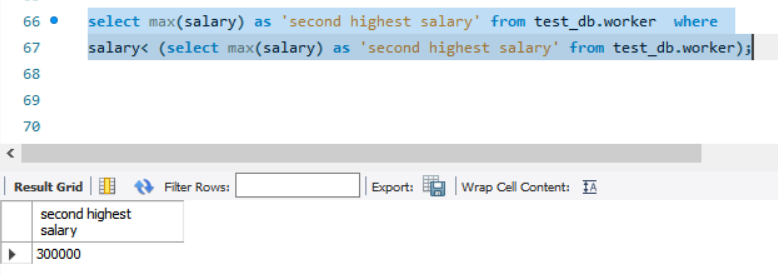 66 select max(salary) as 'second highest salary' from test_db.worker where
67 salary< (select max(salary) as 'second highest salary' from test_db.worker);
68
69
70
Result Grid Filter Rows: Export: Wrap Cell Content: IA
second highest
salary
300000